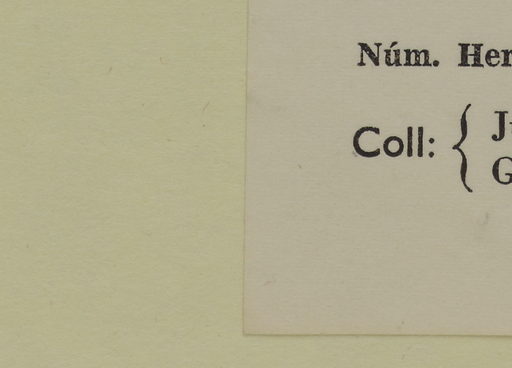 Núm. Her
Coll: { J
G